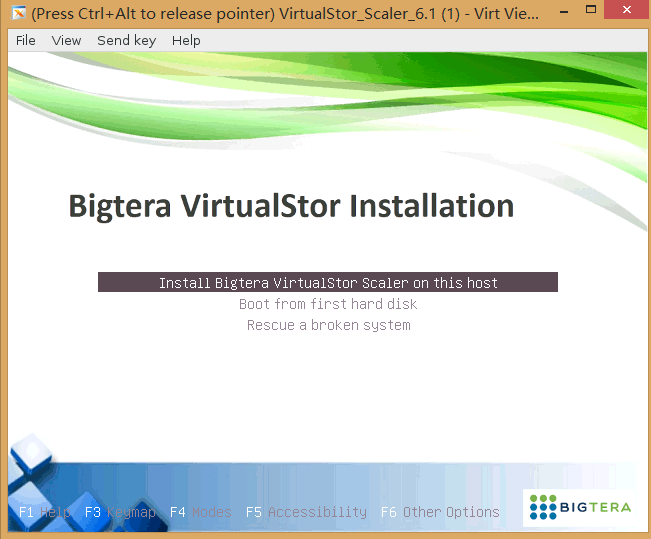 (Press Ctrl+Alt to release pointer) VirtualStor_Scaler_6.1 (1) - Virt Vie...
File View Send key Help
Bigtera VirtualStor Installation
Install Bigtera VirtualStor Scaler on this host
Boot from first hard disk
Rescue a broken system
F1 Help F3 Keymap F4 Modes F5 Accessibility F6 Other Options
BIGTERA